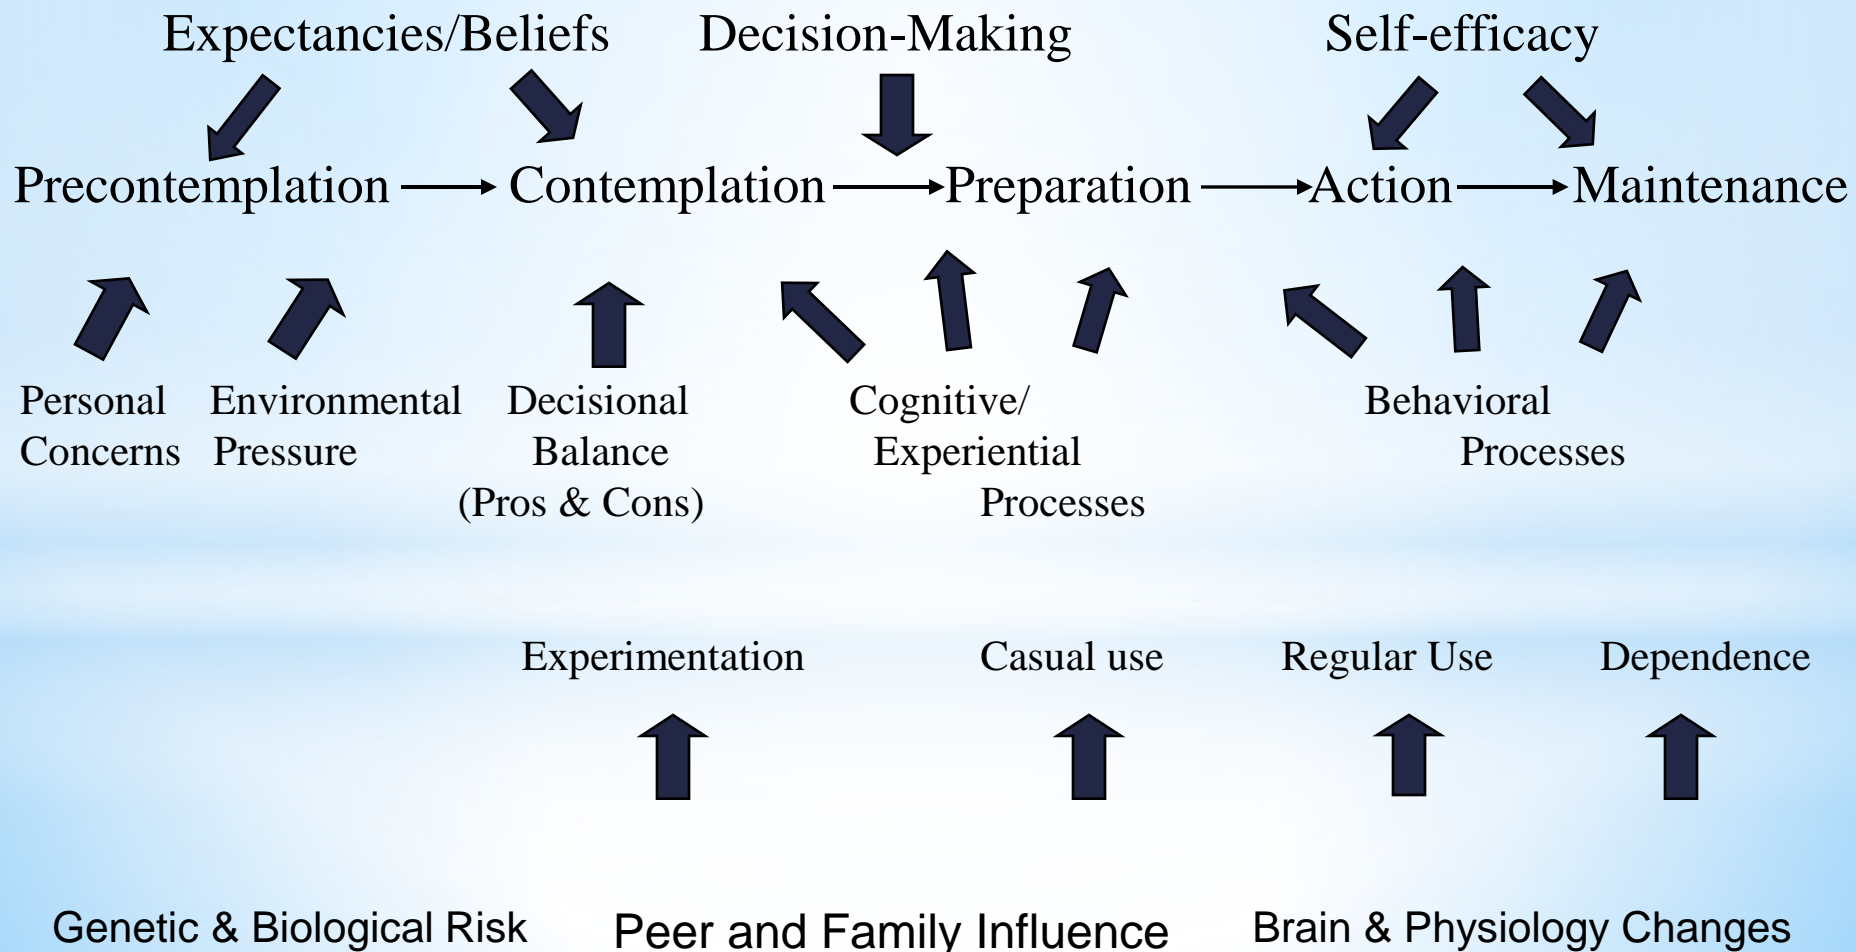 Expectancies/Beliefs Decision-Making Self-efficacy
Precontemplation Contemplation Preparation Action Maintenance
Personal
Concerns
Environmental
Pressure
Decisional
Balance
(Pros & Cons)
Cognitive/
Experiential
Processes
Behavioral
Processes
Experimentation Casual use Regular Use Dependence
Genetic & Biological Risk Peer and Family Influence Brain & Physiology Changes